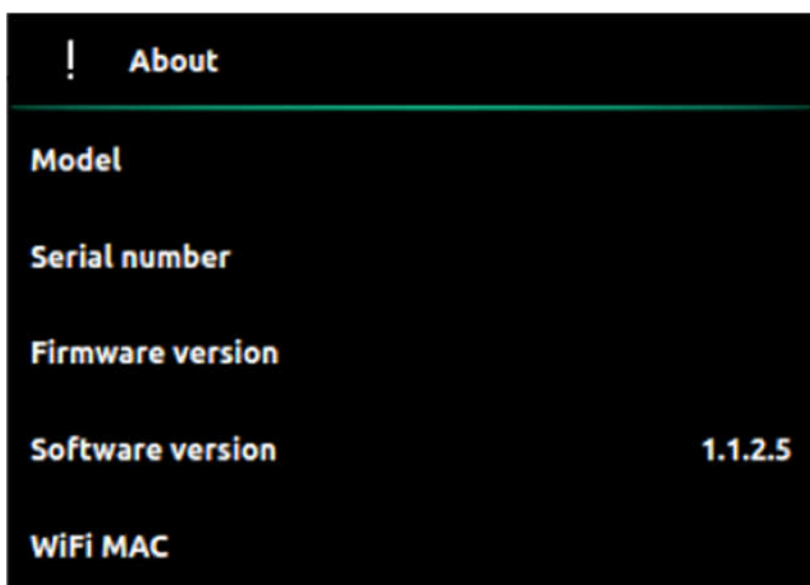 ! About
Model
Serial number
Firmware version
Software version 1.1.2.5
WiFi MAC